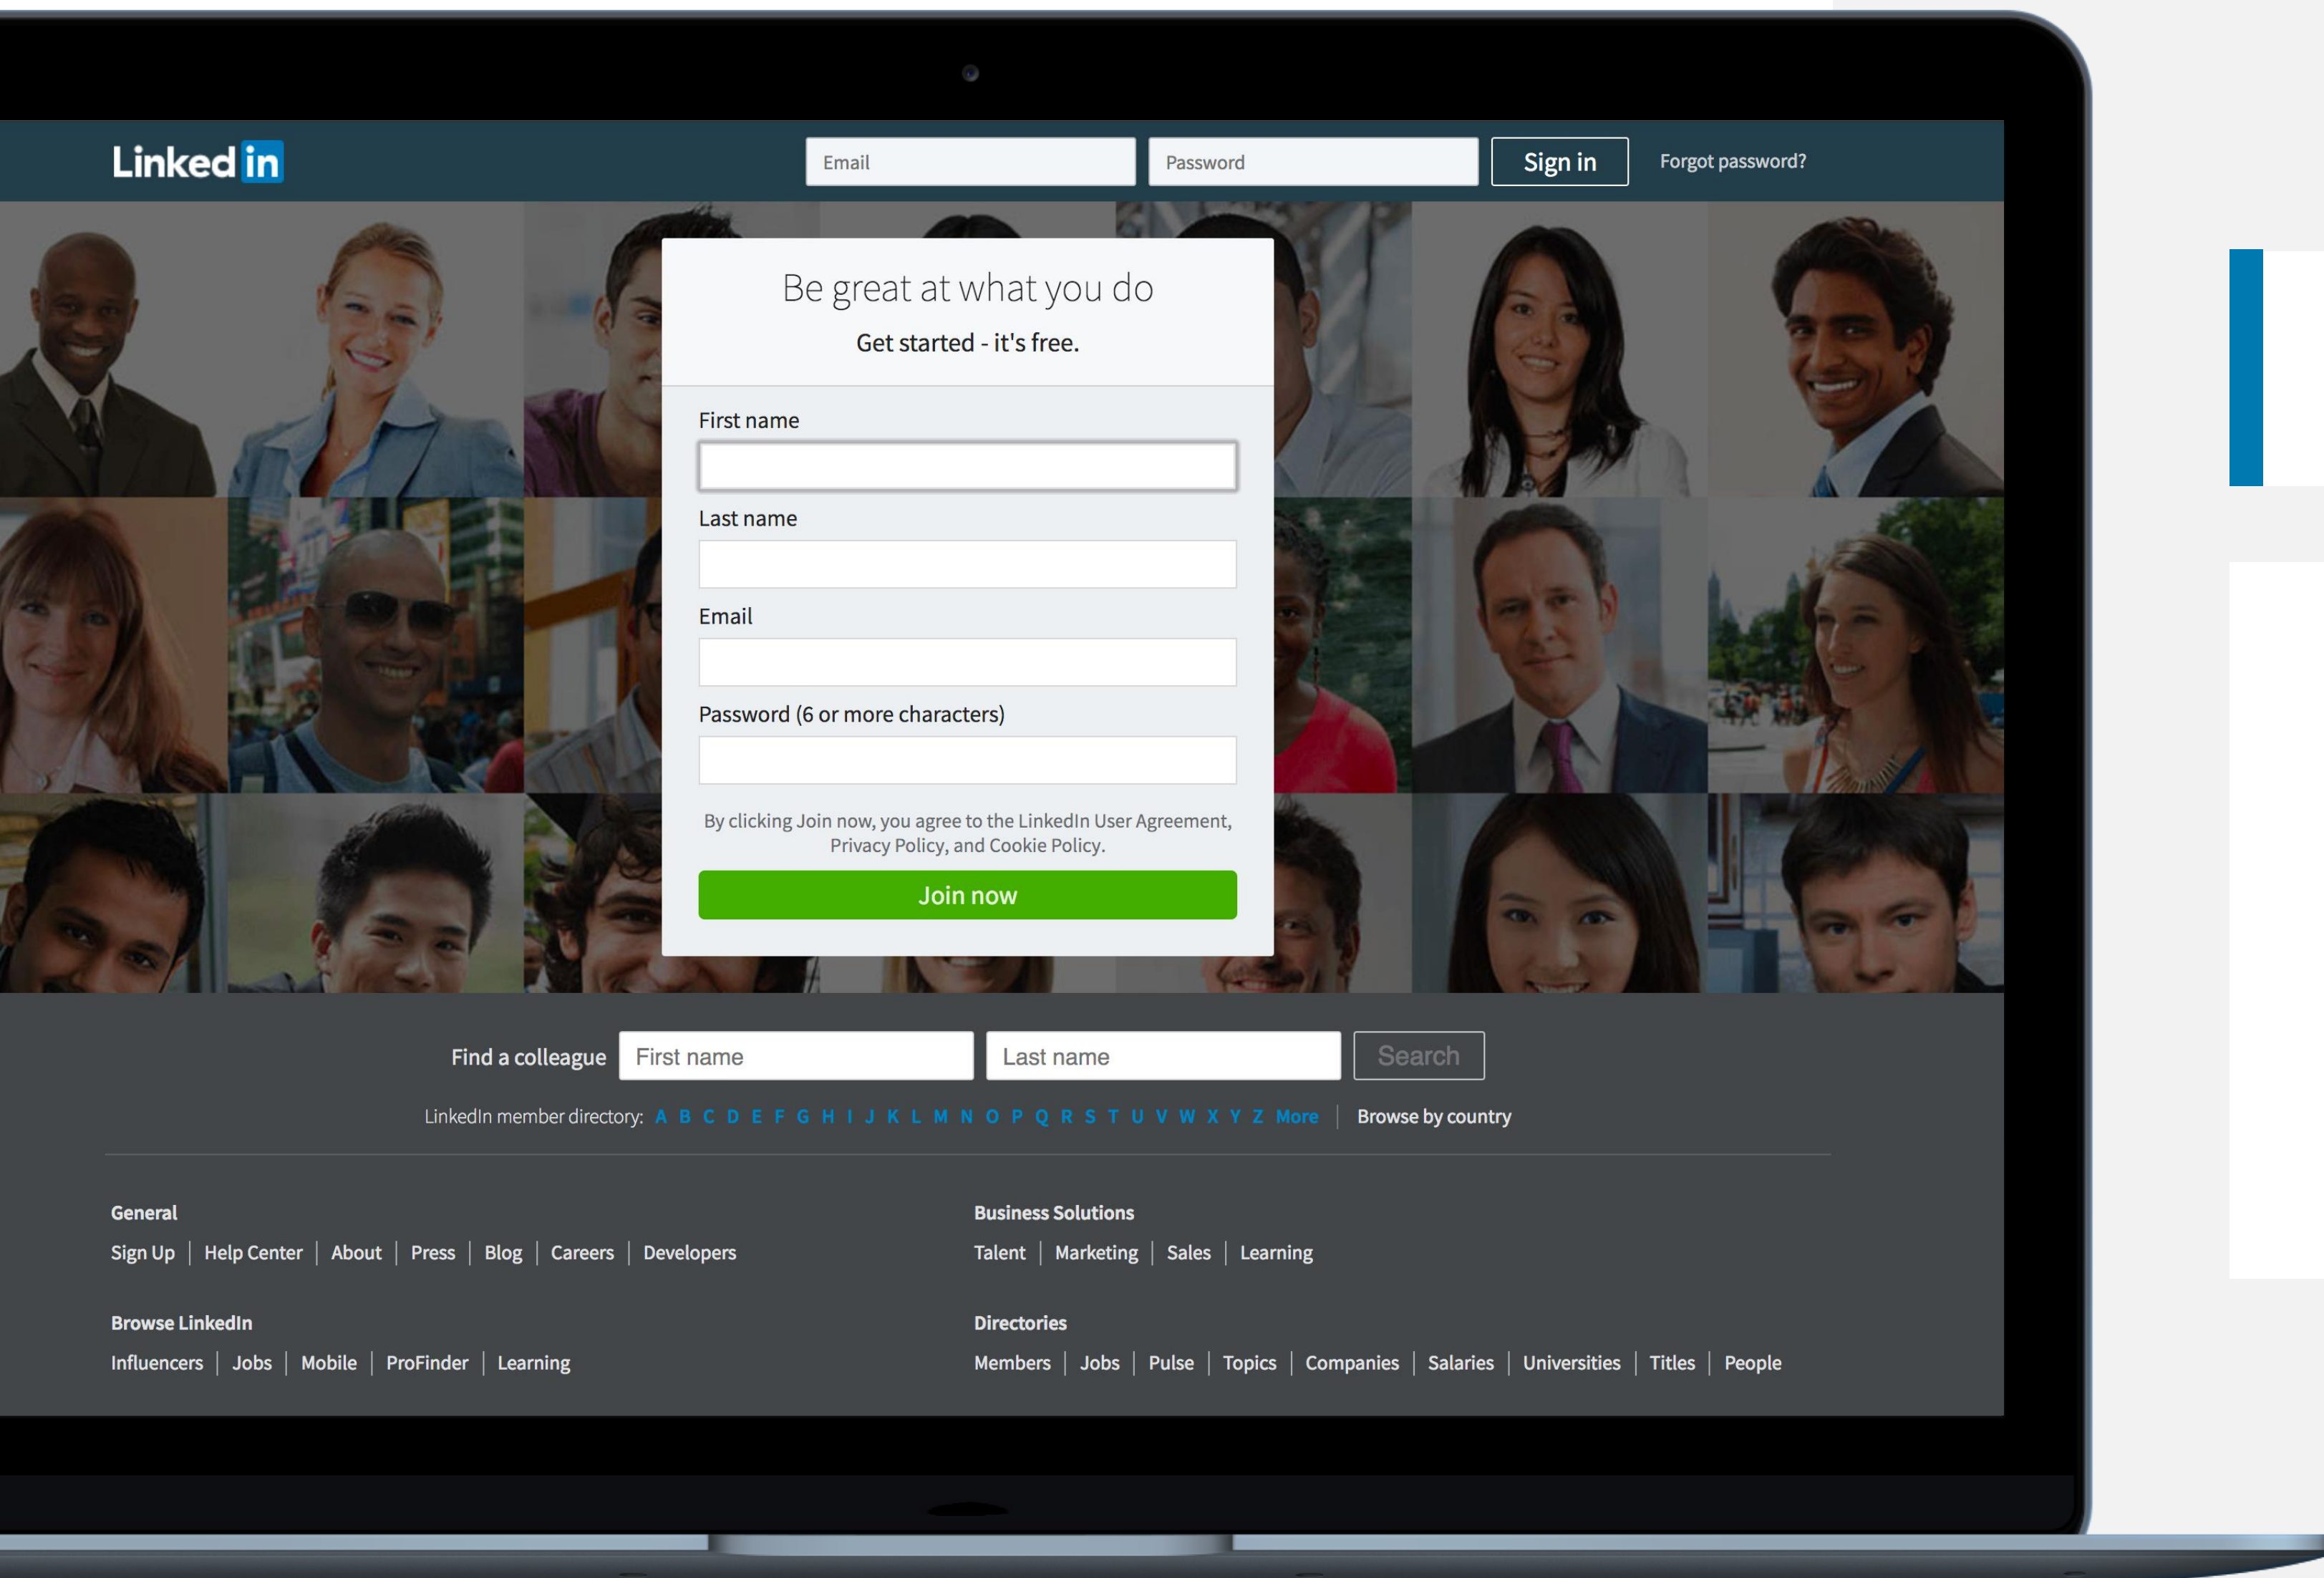 Linked in
Email
Password
Sign in
Forgot password?
Be great at what you do
Get started - it's free.
First name
Last name
Email
Password (6 or more characters)
By clicking Join now, you agree to the LinkedIn User Agreement,
Privacy Policy, and Cookie Policy.
Join now
Find a colleague First name Last name Search
LinkedIn member directory: A B C D E F G H I J K L M N O P Q R S T U V W X Y Z More | Browse by country
General
Sign Up | Help Center | About | Press | Blog | Careers | Developers
Business Solutions
Talent | Marketing | Sales | Learning
Browse LinkedIn
Influencers | Jobs | Mobile | ProFinder | Learning
Directories
Members | Jobs | Pulse | Topics | Companies | Salaries | Universities | Titles | People